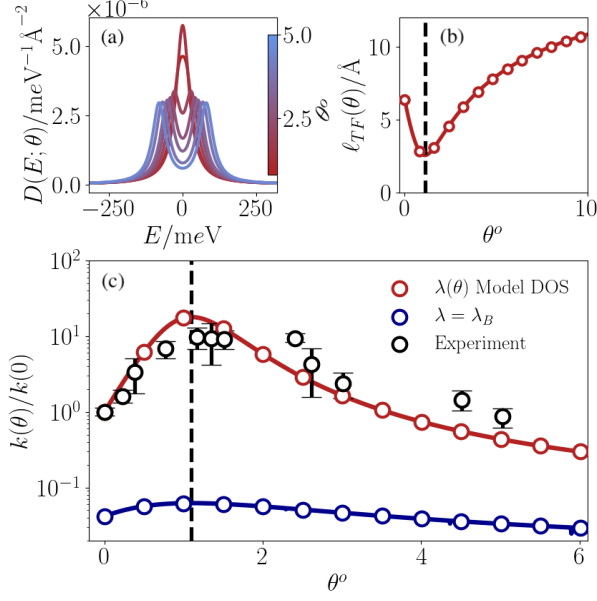 ×10⁻⁶
(a)
5.0
2.5
θ°
D(E; θ)/meV⁻¹Å⁻²
5.0
2.5
0.0
−250
0
250
E/meV
(b)
ℓ_TF(θ)/Å
10
5
0
0
10
θ°
(c)
λ(θ) Model DOS
λ = λ_B
Experiment
k(θ)/k(0)
10²
10¹
10⁰
10⁻¹
0
2
4
6
θ°